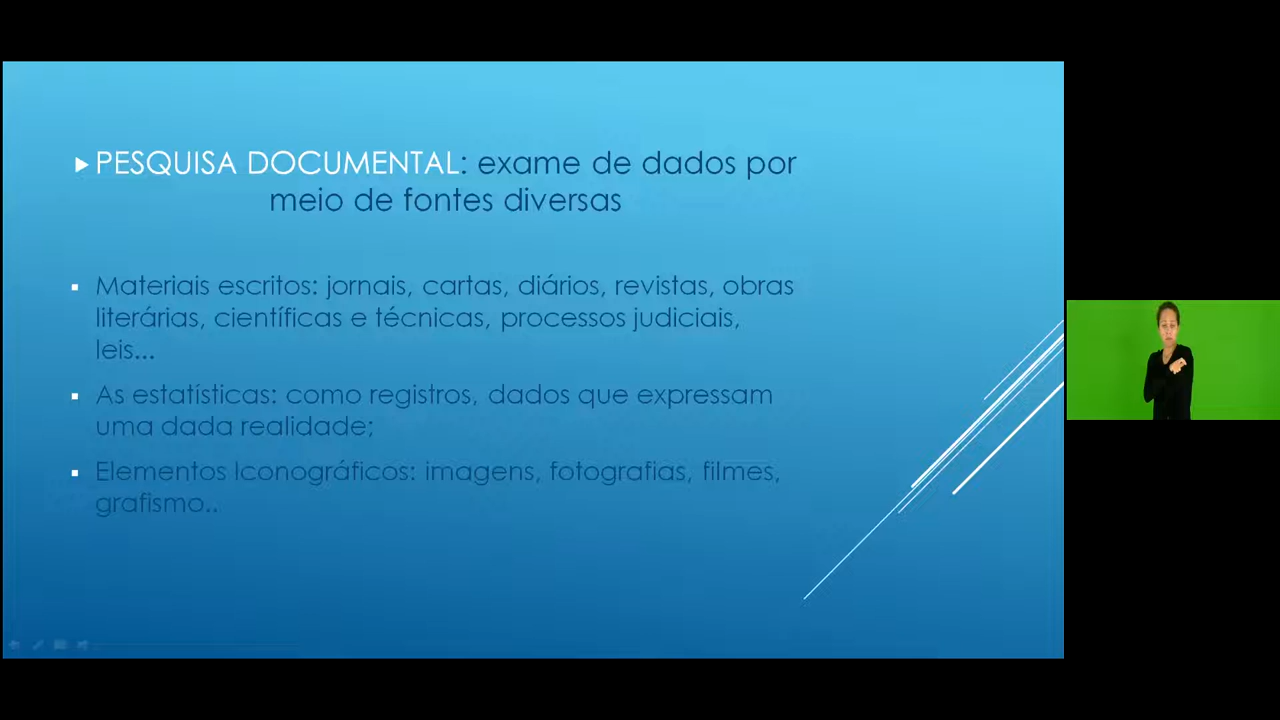 PESQUISA DOCUMENTAL: exame de dados por
meio de fontes diversas
Materiais escritos: jornais, cartas, diários, revistas, obras
literárias, científicas e técnicas, processos judiciais,
leis...
As estatísticas: como registros, dados que expressam
uma dada realidade;
Elementos Iconográficos: imagens, fotografias, filmes,
grafismo..